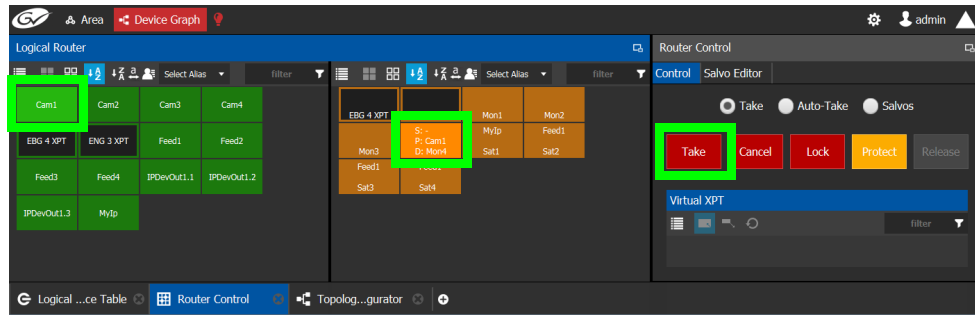 GV Area Device Graph admin
Logical Router
Router Control
Select Alias filter
Select Alias filter
Control Salvo Editor
Cam1 Cam2 Cam3 Cam4
EBG 4 XPT ENG 3 XPT Feed1 Feed2
Feed3 Feed4 IPDevOut1.1 IPDevOut1.2
IPDevOut1.3 MyIp
EBG 4 XPT Mon1 Mon2
Mon3
S: -
P: Cam1
D: Mon4
MyIp
Sat1
Feed1
Sat2
Feed1
Sat3
Sat4
Take Auto-Take Salvos
Take Cancel Lock Protect Release
Virtual XPT
filter
Logical ...ce Table Router Control Topolog...gurator